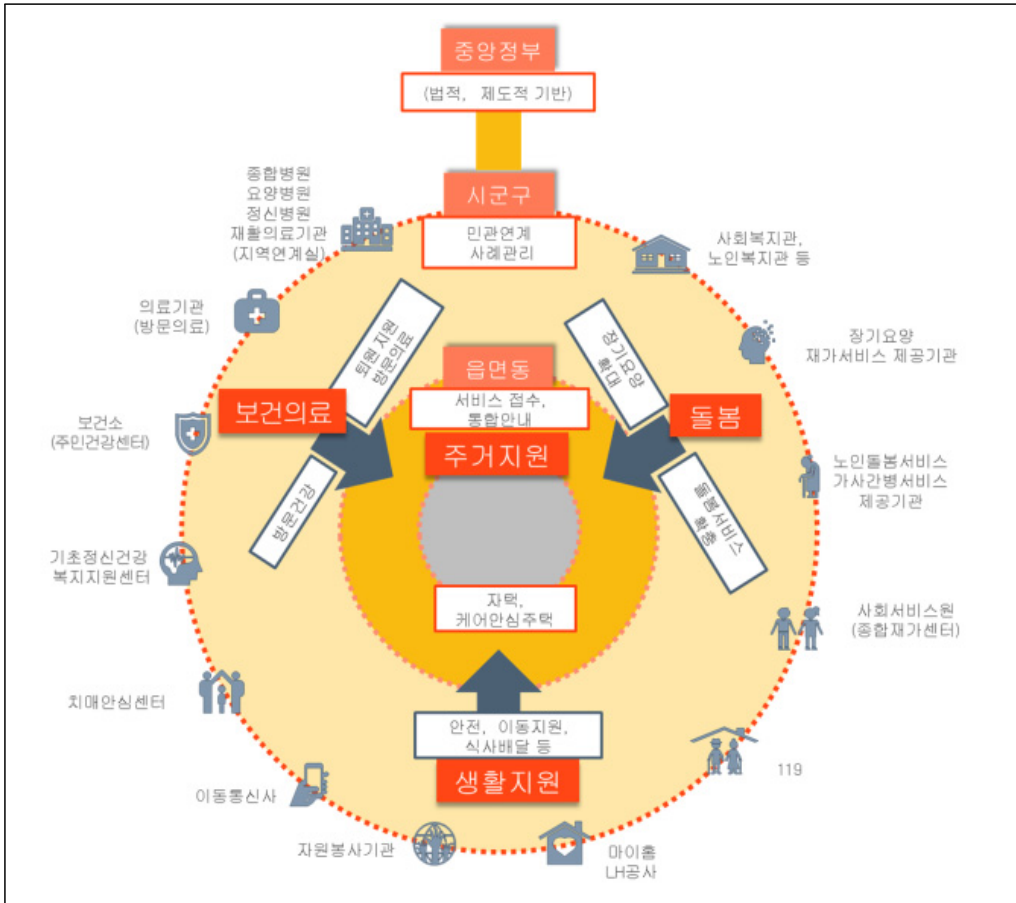 중앙정부
(법적, 제도적 기반)
시군구
민관연계
사례관리
종합병원
요양병원
정신병원
재활의료기관
(지역연계실)
사회복지관,
노인복지관 등
의료기관
(방문의료)
장기요양
재가서비스 제공기관
퇴원 지원
방문의료
장기요양
확대
읍면동
서비스 접수,
통합안내
보건의료
돌봄
주거지원
보건소
(주민건강센터)
노인돌봄서비스
가사간병서비스
제공기관
방문건강
돌봄서비스
확충
기초정신건강
복지지원센터
자택,
케어안심주택
사회서비스원
(종합재가센터)
치매안심센터
안전, 이동지원,
식사배달 등
생활지원
119
이동통신사
자원봉사기관
마이홈
LH공사